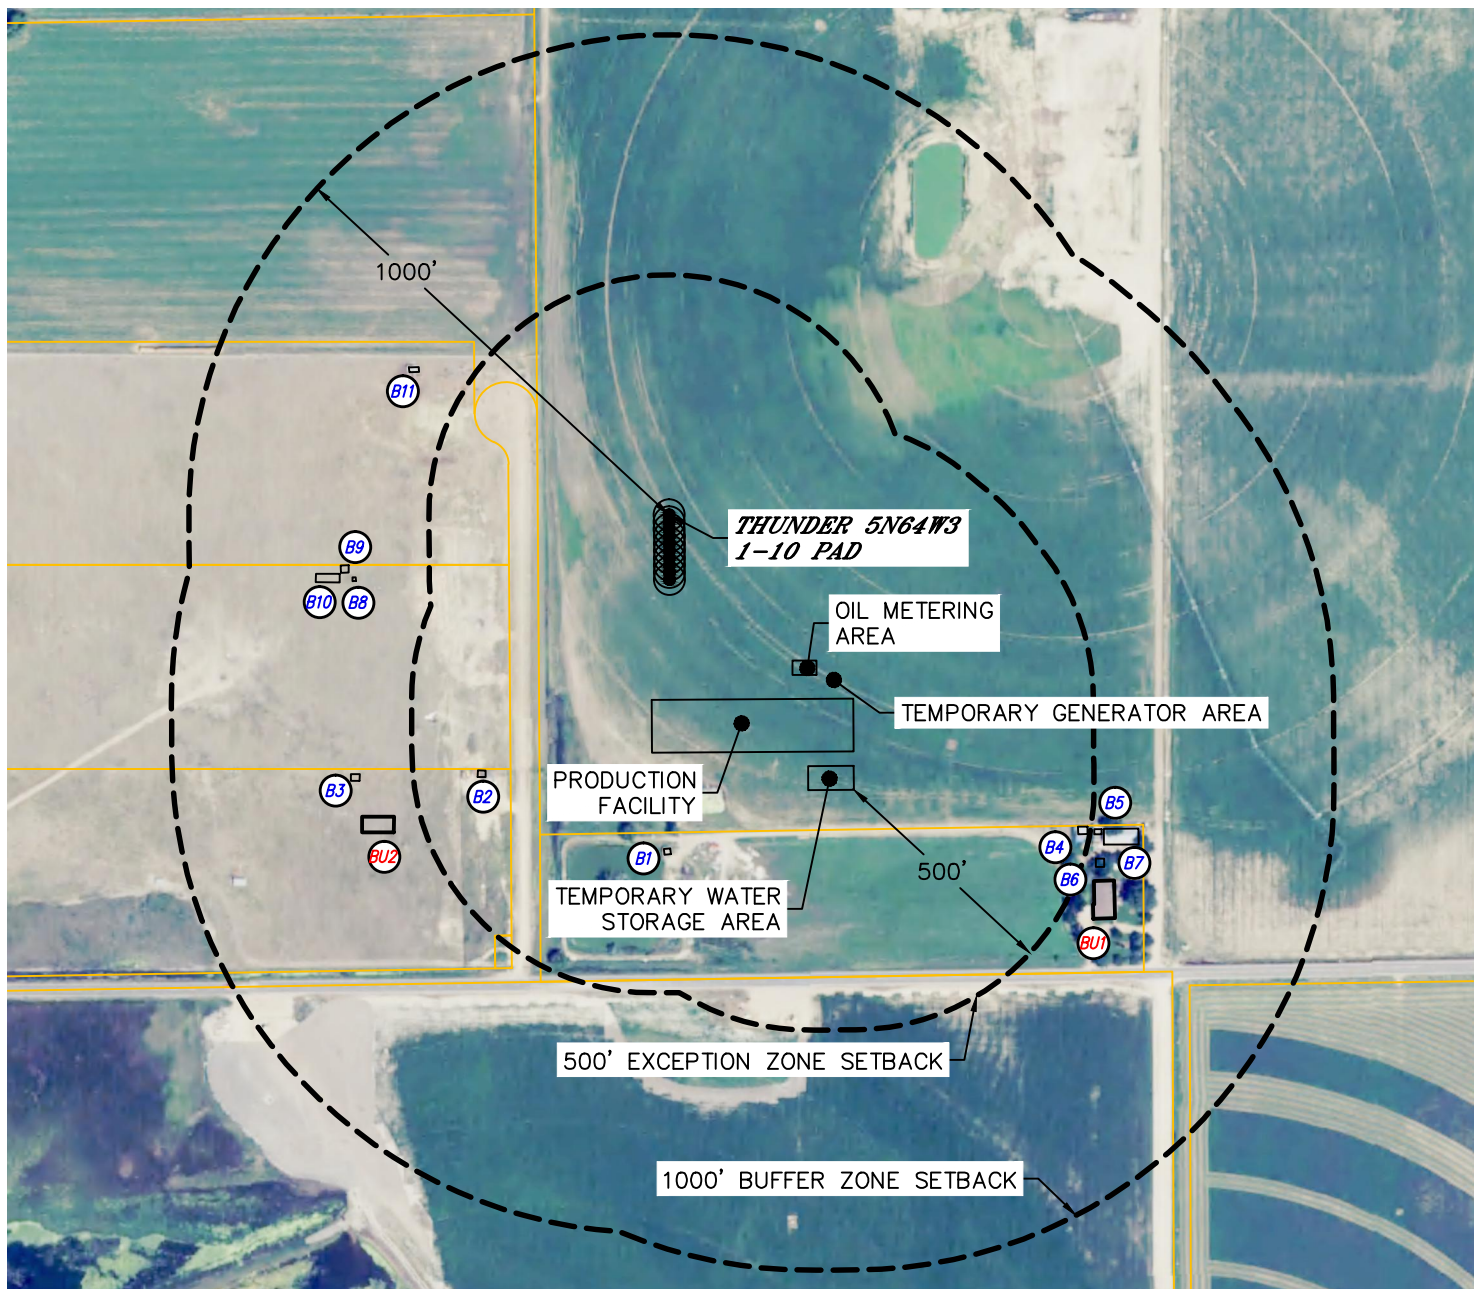 1000'
B11
THUNDER 5N64W3
1-10 PAD
B9
B10
B8
OIL METERING
AREA
TEMPORARY GENERATOR AREA
PRODUCTION
FACILITY
B3
B2
B5
B4
B1
BU2
B7
500'
B6
TEMPORARY WATER
STORAGE AREA
BU1
500' EXCEPTION ZONE SETBACK
1000' BUFFER ZONE SETBACK